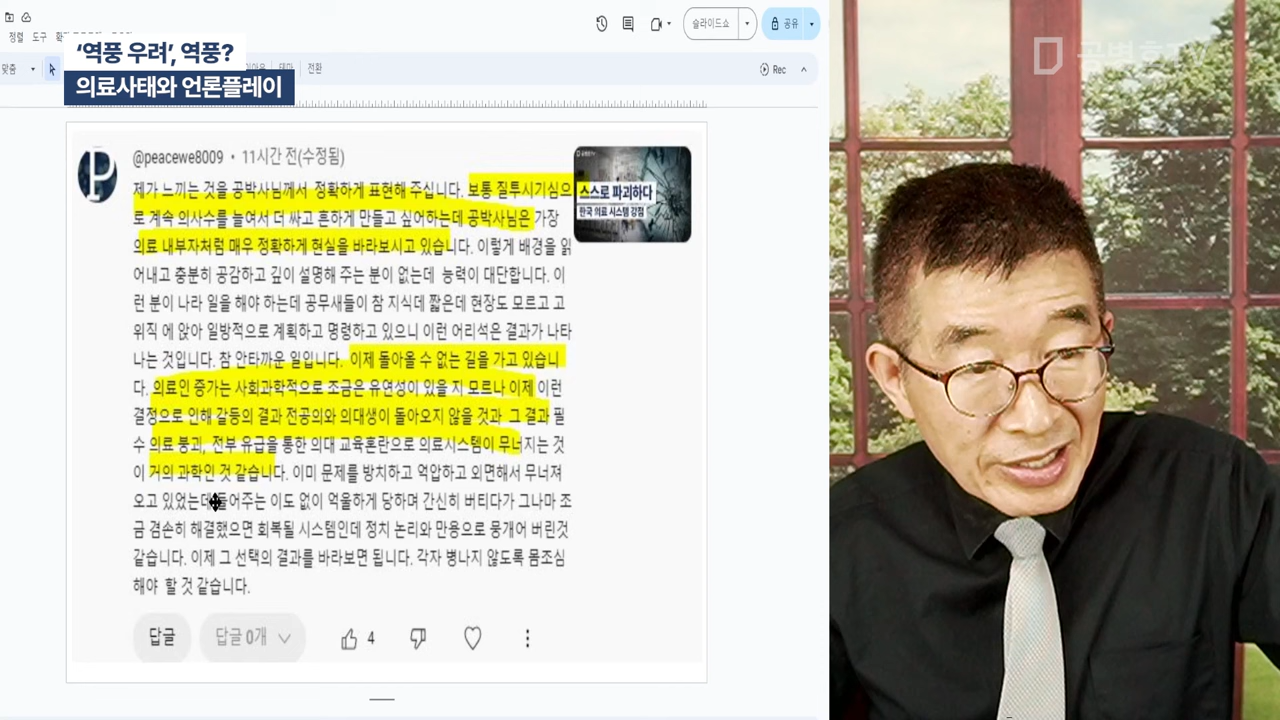 정렬 도구
'역풍 우려', 역풍?
의료사태와 언론플레이
슬라이드쇼
공유
맞춤
전환
Rec
공병호TV
@peacewe8009 • 11시간 전(수정됨)
제가 느끼는 것을 공박사님께서 정확하게 표현해 주십니다. 보통 질투시기심으
로 계속 의사수를 늘여서 더 싸고 흔하게 만들고 싶어하는데 공박사님은 가장
의료 내부자처럼 매우 정확하게 현실을 바라보시고 있습니다. 이렇게 배경을 읽
어내고 충분히 공감하고 깊이 설명해 주는 분이 없는데 능력이 대단합니다. 이
런 분이 나라 일을 해야 하는데 공무새들이 참 지식데 짧은데 현장도 모르고 고
위직 에 앉아 일방적으로 계획하고 명령하고 있으니 이런 어리석은 결과가 나타
나는 것입니다. 참 안타까운 일입니다. 이제 돌아올 수 없는 길을 가고 있습니
다. 의료인 증가는 사회과학적으로 조금은 유연성이 있을 지 모르나 이제 이런
결정으로 인해 갈등의 결과 전공의와 의대생이 돌아오지 않을 것과 그 결과 필
수 의료 붕괴, 전부 유급을 통한 의대 교육혼란으로 의료시스템이 무너지는 것
이 거의 과학인 것 같습니다. 이미 문제를 방치하고 억압하고 외면해서 무너져
오고 있었는데 들어주는 이도 없이 억울하게 당하며 간신히 버티다가 그나마 조
금 겸손히 해결했으면 회복될 시스템인데 정치 논리와 만용으로 뭉개어 버린것
같습니다. 이제 그 선택의 결과를 바라보면 됩니다. 각자 병나지 않도록 몸조심
해야 할 것 같습니다.
스스로 파괴하다
한국 의료 시스템 강점
답글
답글 0개
4